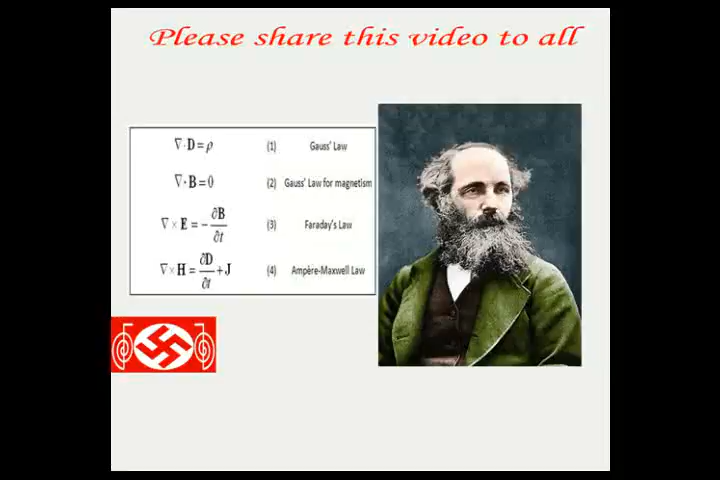 Please share this video to all
∇·D = ρ (1) Gauss' Law
∇·B = 0 (2) Gauss' Law for magnetism
∇ × E = −∂B/∂t (3) Faraday's Law
∇ × H = ∂D/∂t + J (4) Ampère-Maxwell Law